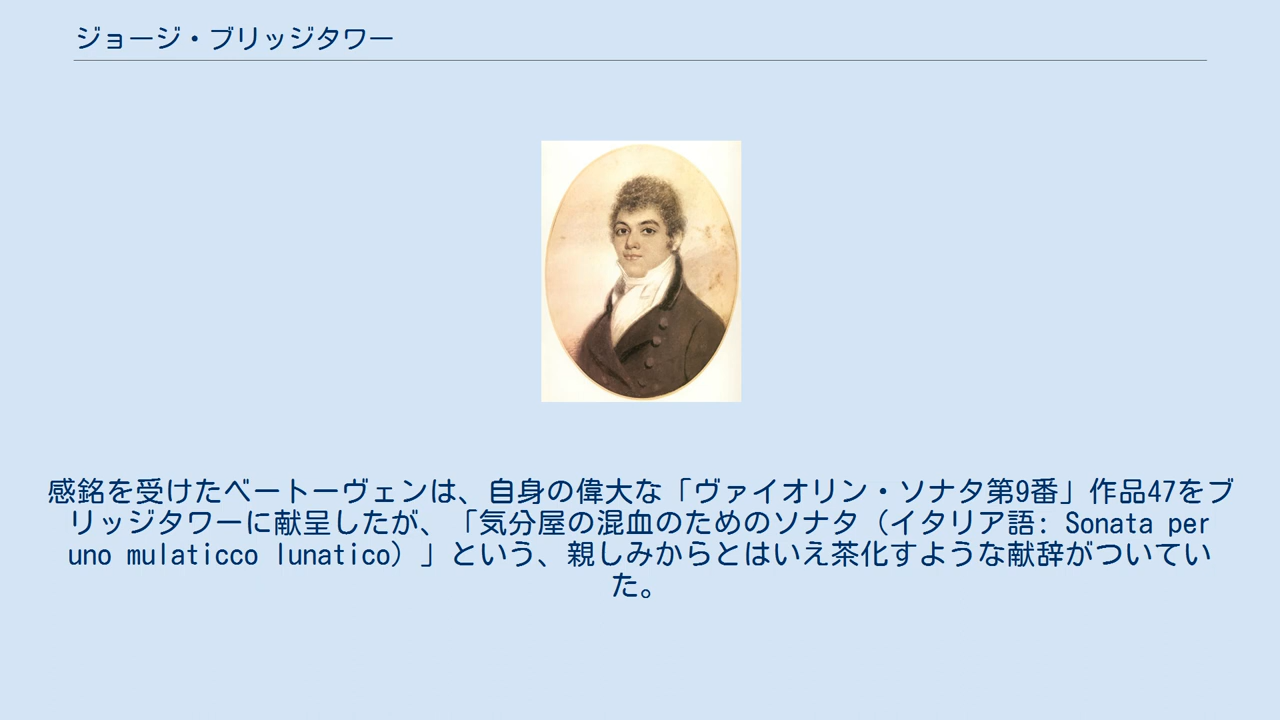 ジョージ・ブリッジタワー
感銘を受けたベートーヴェンは、自身の偉大な「ヴァイオリン・ソナタ第9番」作品47をブ
リッジタワーに献呈したが、「気分屋の混血のためのソナタ（イタリア語: Sonata per
uno mulaticco lunatico）」という、親しみからとはいえ茶化すような献辞がついてい
た。